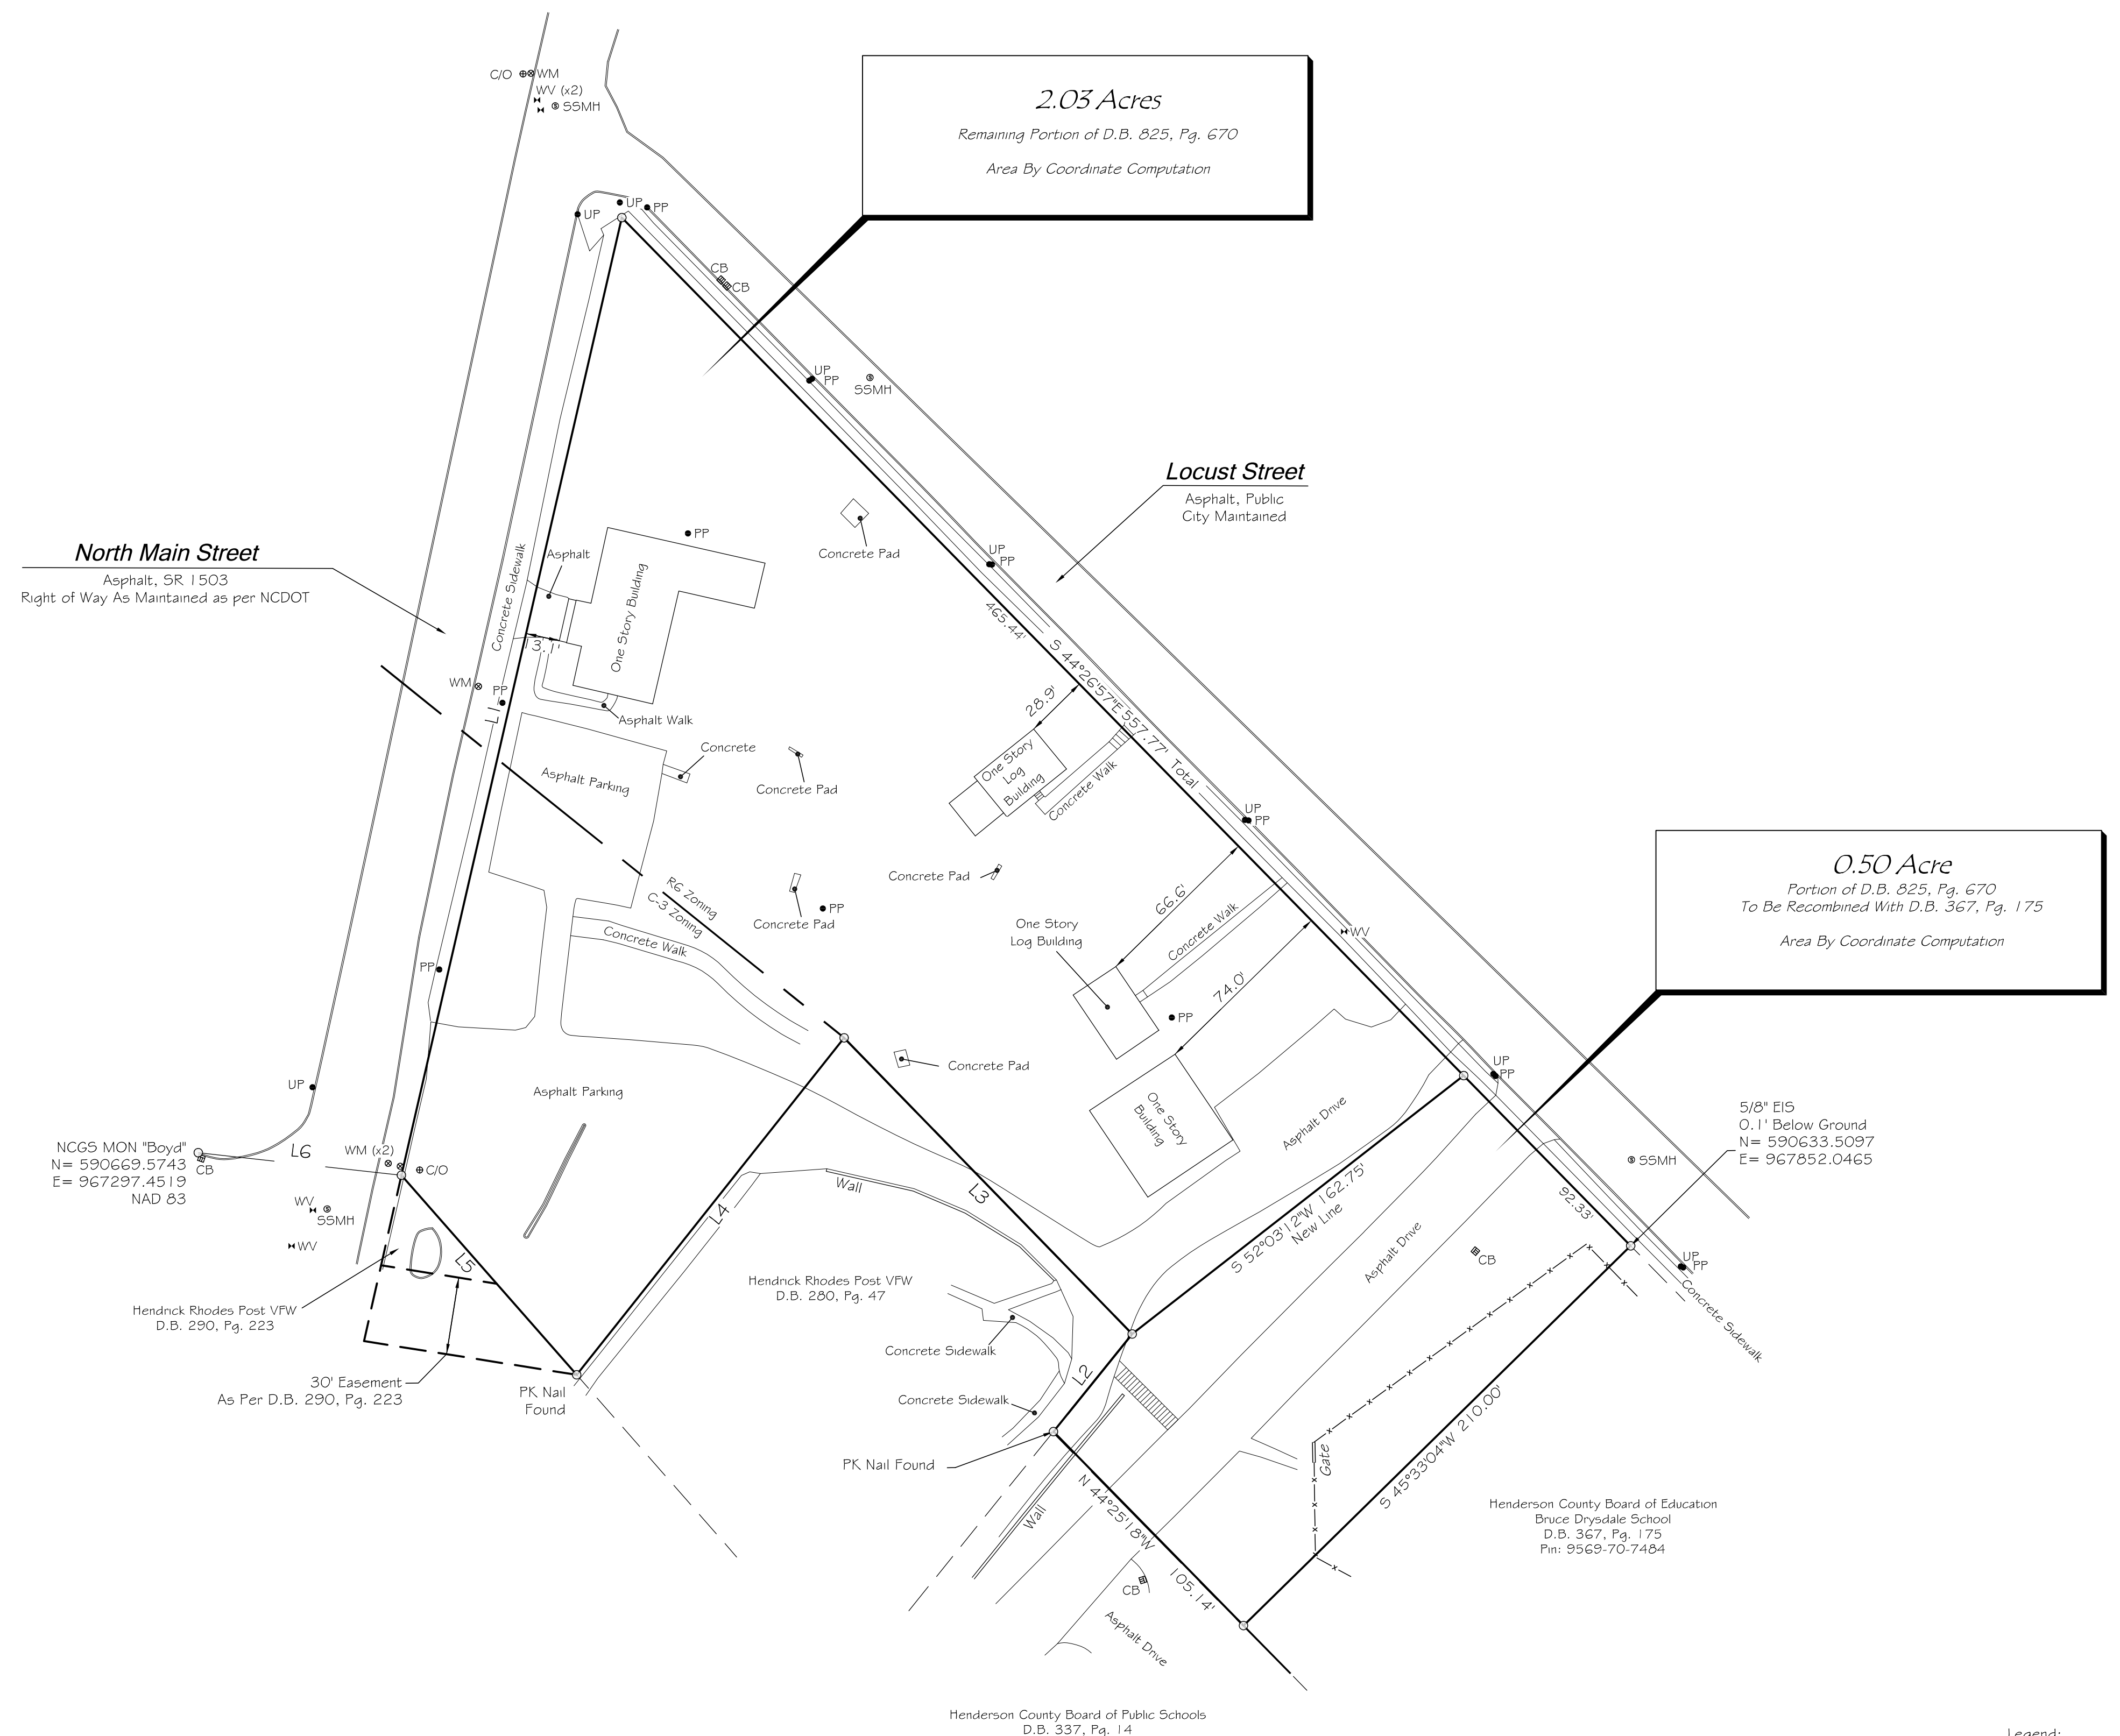 C/O
WM
WV (x2)
SSMH
2.03 Acres
Remaining Portion of D.B. 825, Pg. 670
Area By Coordinate Computation
UP
UP
PP
CB
CB
UP
PP
SSMH
Locust Street
Asphalt, Public
City Maintained
North Main Street
Asphalt, SR 1503
Right of Way As Maintained as per NCDOT
Concrete Sidewalk
Asphalt
One Story Building
PP
Concrete Pad
UP
PP
465.44'
S 44°26'57"E 557.77' Total
13.1'
WM
PP
L1
Asphalt Walk
28.9'
One Story
Log
Building
Concrete Walk
Asphalt Parking
Concrete
Concrete Pad
UP
PP
0.50 Acre
Portion of D.B. 825, Pg. 670
To Be Recombined With D.B. 367, Pg. 175
Area By Coordinate Computation
R6 Zoning
C-3 Zoning
Concrete Pad
Concrete Pad
PP
66.6'
Concrete Walk
One Story
Log Building
WV
Concrete Walk
PP
74.0'
PP
Concrete Pad
Asphalt Parking
UP
One Story
Building
Asphalt Drive
UP
PP
5/8" EIS
0.1' Below Ground
N= 590633.5097
E= 967852.0465
NCGS MON "Boyd"
N= 590669.5743
E= 967297.4519
NAD 83
CB
L6
WM (x2)
C/O
WV
SSMH
WV
Wall
L3
L4
L5
S 52°03'12"W 162.75'
New Line
92.33'
SSMH
Asphalt Drive
CB
UP
PP
Concrete Sidewalk
Hendrick Rhodes Post VFW
D.B. 290, Pg. 223
Hendrick Rhodes Post VFW
D.B. 280, Pg. 47
Concrete Sidewalk
30' Easement
As Per D.B. 290, Pg. 223
PK Nail
Found
L2
Concrete Sidewalk
PK Nail Found
Wall
Gate
S 45°33'04"W 210.00'
N 44°25'18"W 105.14'
Henderson County Board of Education
Bruce Drysdale School
D.B. 367, Pg. 175
Pin: 9569-70-7484
CB
Asphalt Drive
Henderson County Board of Public Schools
D.B. 337, Pg. 14
Legend: